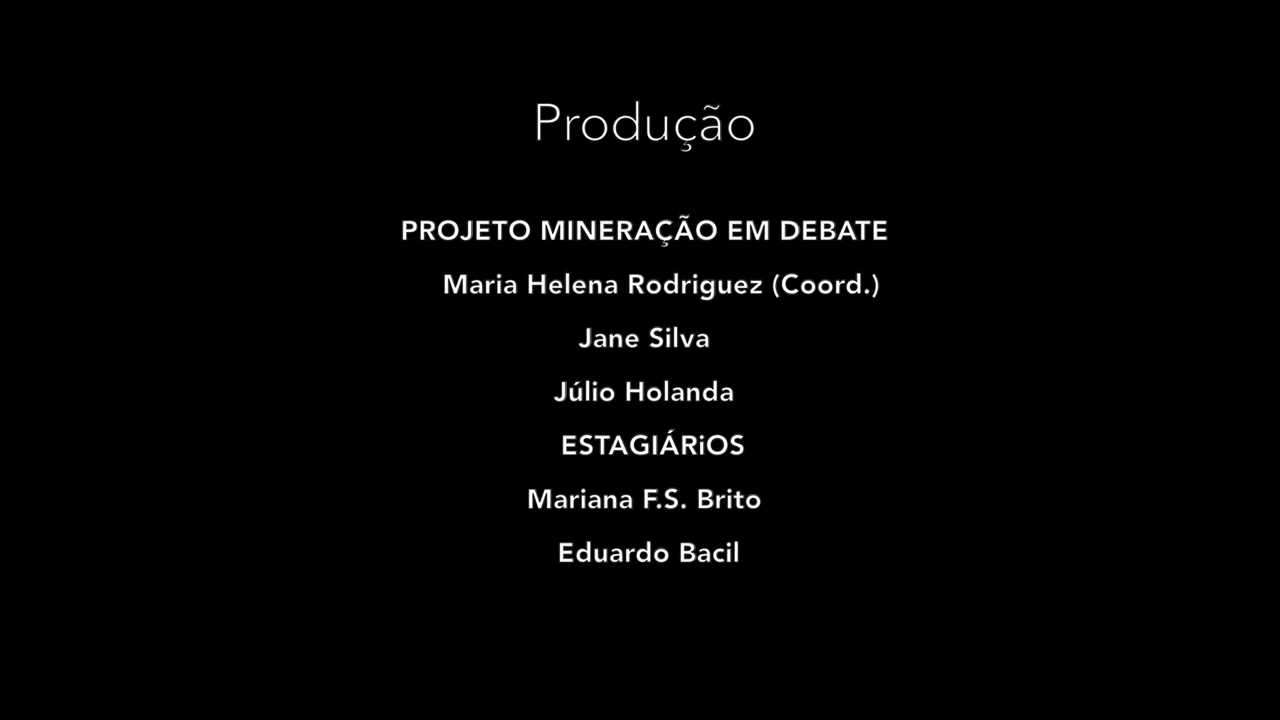 Produção
PROJETO MINERAÇÃO EM DEBATE
Maria Helena Rodriguez (Coord.)
Jane Silva
Júlio Holanda
ESTAGIÁRiOS
Mariana F.S. Brito
Eduardo Bacil